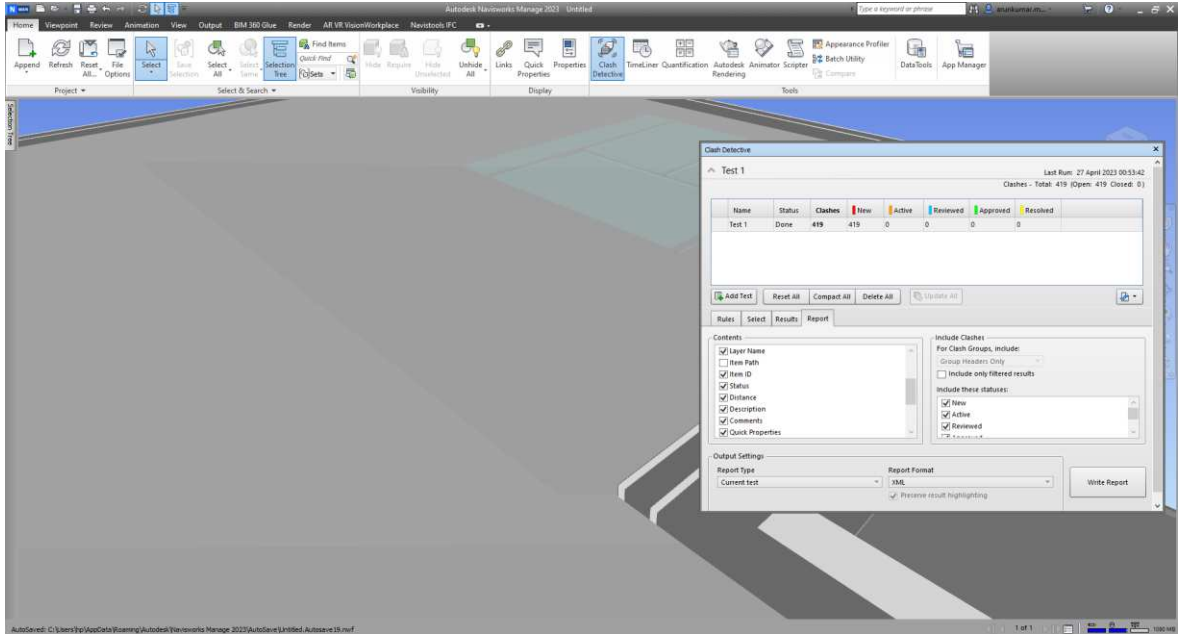 N MAN Autodesk Navisworks Manage 2023 Untitled Type a keyword or phrase arunkumar.m...
Home Viewpoint Review Animation View Output BIM 360 Glue Render AR VR VisionWorkplace Navistools IFC
Append Refresh Reset All... File Options Select Save Selection Select All Select Same Selection Tree Find Items Quick Find Sets Hide Require Hide Unselected Unhide All Links Quick Properties Properties Clash Detective TimeLiner Quantification Autodesk Rendering Animator Scripter Appearance Profiler Batch Utility Compare DataTools App Manager
Project Select & Search Visibility Display Tools
Selection Tree
Clash Detective
Test 1 Last Run: 27 April 2023 00:53:42
Clashes - Total: 419 (Open: 419 Closed: 0)
Name Status Clashes New Active Reviewed Approved Resolved
Test 1 Done 419 419 0 0 0 0
Add Test Reset All Compact All Delete All Update All
Rules Select Results Report
Contents
Layer Name
Item Path
Item ID
Status
Distance
Description
Comments
Quick Properties
Include Clashes
For Clash Groups, include:
Group Headers Only
Include only filtered results
Include these statuses:
New
Active
Reviewed
Output Settings
Report Type Report Format
Current test XML
Preserve result highlighting
Write Report
AutoSaved: C:\Users\hp\AppData\Roaming\Autodesk\Navisworks Manage 2023\AutoSave\Untitled.Autosave19.nwf 1 of 1